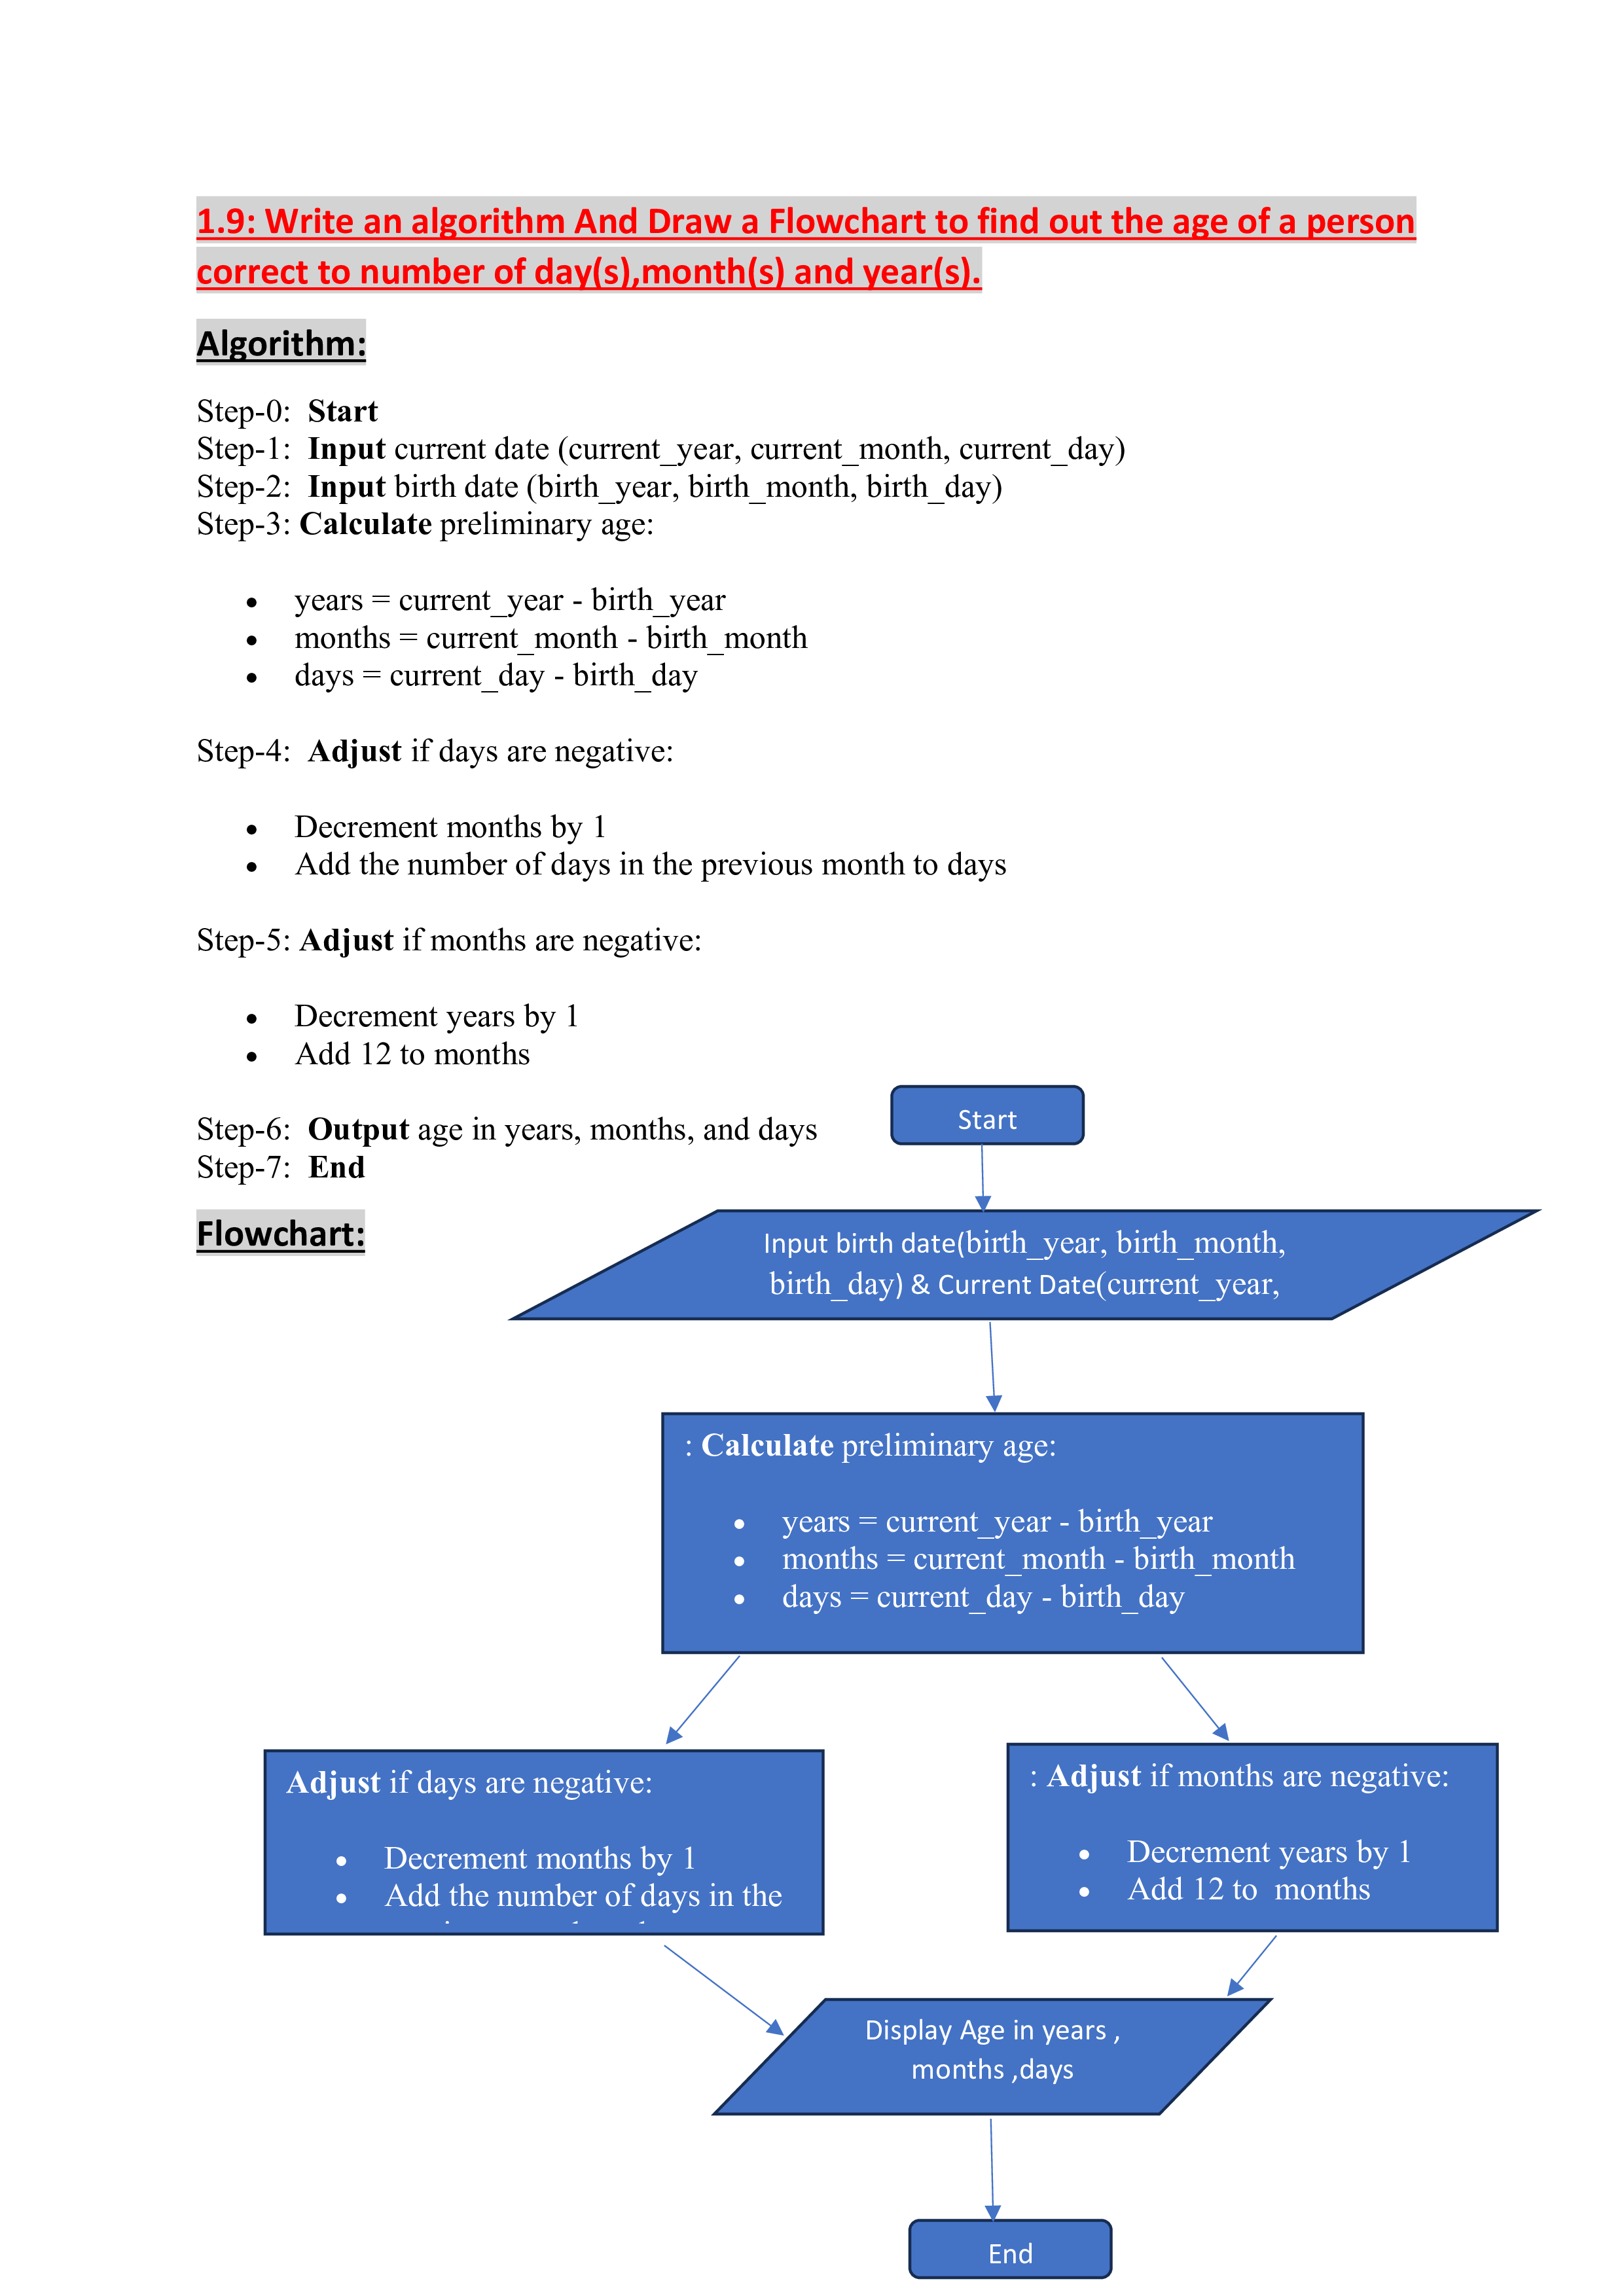 1.9: Write an algorithm And Draw a Flowchart to find out the age of a person
correct to number of day(s),month(s) and year(s).
Algorithm:
Step-0: Start
Step-1: Input current date (current_year, current_month, current_day)
Step-2: Input birth date (birth_year, birth_month, birth_day)
Step-3: Calculate preliminary age:
• years = current_year - birth_year
• months = current_month - birth_month
• days = current_day - birth_day
Step-4: Adjust if days are negative:
• Decrement months by 1
• Add the number of days in the previous month to days
Step-5: Adjust if months are negative:
• Decrement years by 1
• Add 12 to months
Step-6: Output age in years, months, and days
Step-7: End
Flowchart:
Start
Input birth date(birth_year, birth_month,
birth_day) & Current Date(current_year,
: Calculate preliminary age:
• years = current_year - birth_year
• months = current_month - birth_month
• days = current_day - birth_day
Adjust if days are negative:
• Decrement months by 1
• Add the number of days in the
: Adjust if months are negative:
• Decrement years by 1
• Add 12 to  months
Display Age in years ,
months ,days
End